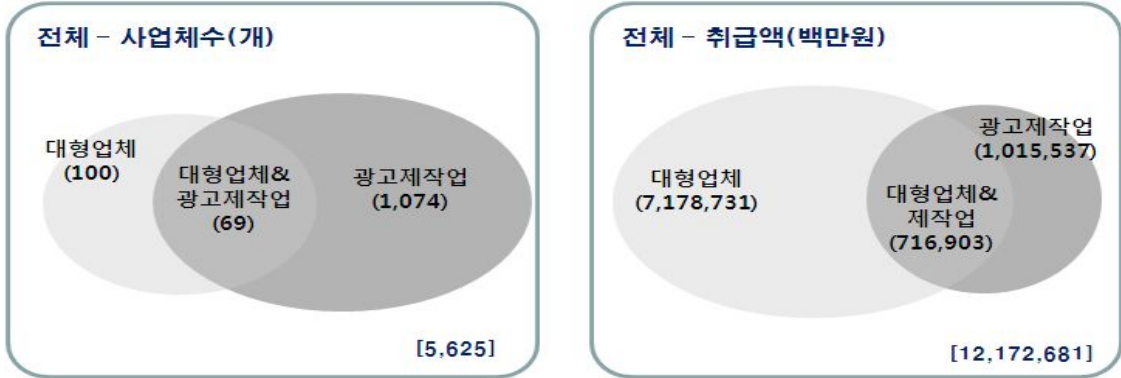 전체 – 사업체수(개)
대형업체
(100)
대형업체&
광고제작업
(69)
광고제작업
(1,074)
[5,625]
전체 – 취급액(백만원)
대형업체
(7,178,731)
광고제작업
(1,015,537)
대형업체&
제작업
(716,903)
[12,172,681]